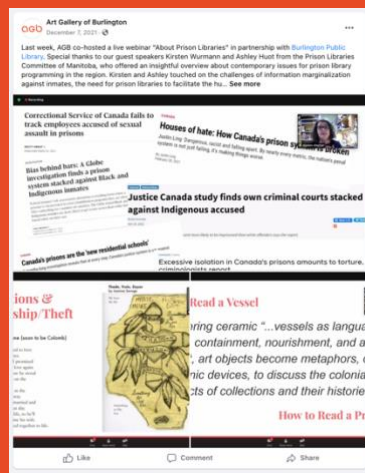 agb
Art Gallery of Burlington
December 7, 2021
Last week, AGB co-hosted a live webinar "About Prison Libraries" in partnership with Burlington Public
Library. Special thanks to our guest speakers Kirsten Wurmann and Ashley Hunt from the Prison Libraries
Committee of Manitoba, who offered an insightful overview about contemporary issues for prison library
programming in the region. Kirsten and Ashley touched on the challenges of information marginalization
against inmates, the need for prison libraries to facilitate the hu... See more
Correctional Service of Canada fails to
track employees accused of sexual
assault in prisons
Houses of hate: How Canada's prison system is broken
Bias behind bars: A Globe
investigation finds a prison
system stacked against Black and
Indigenous inmates
Justice Canada study finds own criminal courts stacked
against Indigenous accused
Canada's prisons are the 'new residential schools'
Excessive isolation in Canada's prisons amounts to torture,
criminologists report
ions &
ship/Theft
Read a Vessel
ring ceramic "...vessels as langua
containment, nourishment, and a
, art objects become metaphors,
nic devices, to discuss the colonia
cts of collections and their historie
How to Read a Pr
Like
Comment
Share